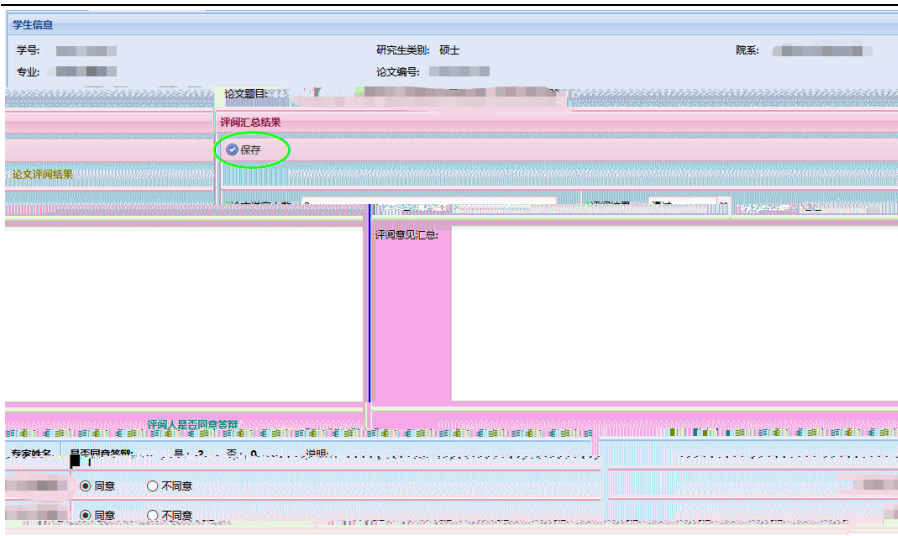 学生信息
学号: 研究生类别: 硕士 院系:
专业: 论文编号:
论文题目:
评阅汇总结果
保存
论文评阅结果
评阅意见汇总:
评阅人是否同意答辩
专家姓名 是否同意答辩: 是: 2, 否: 0, 说明:
同意 不同意
同意 不同意